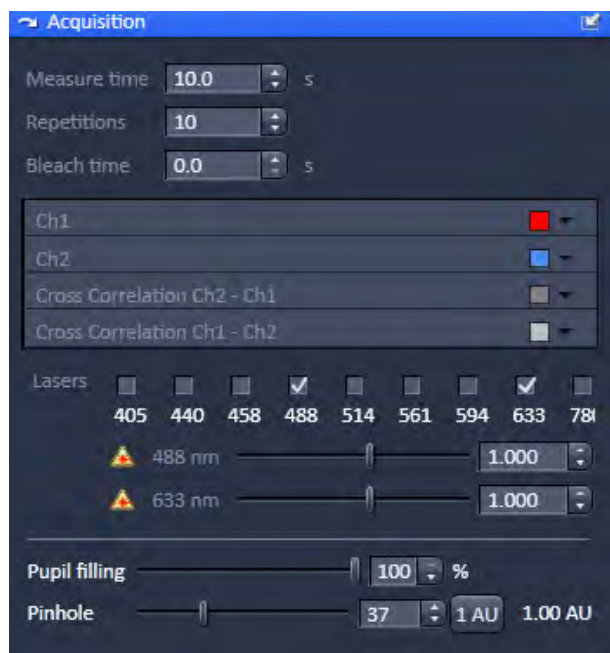 Acquisition
Measure time 10.0 s
Repetitions 10
Bleach time 0.0 s
Ch1
Ch2
Cross Correlation Ch2 - Ch1
Cross Correlation Ch1 - Ch2
Lasers
405 440 458 488 514 561 594 633 780
488 nm 1.000
633 nm 1.000
Pupil filling 100 %
Pinhole 37 1 AU 1.00 AU